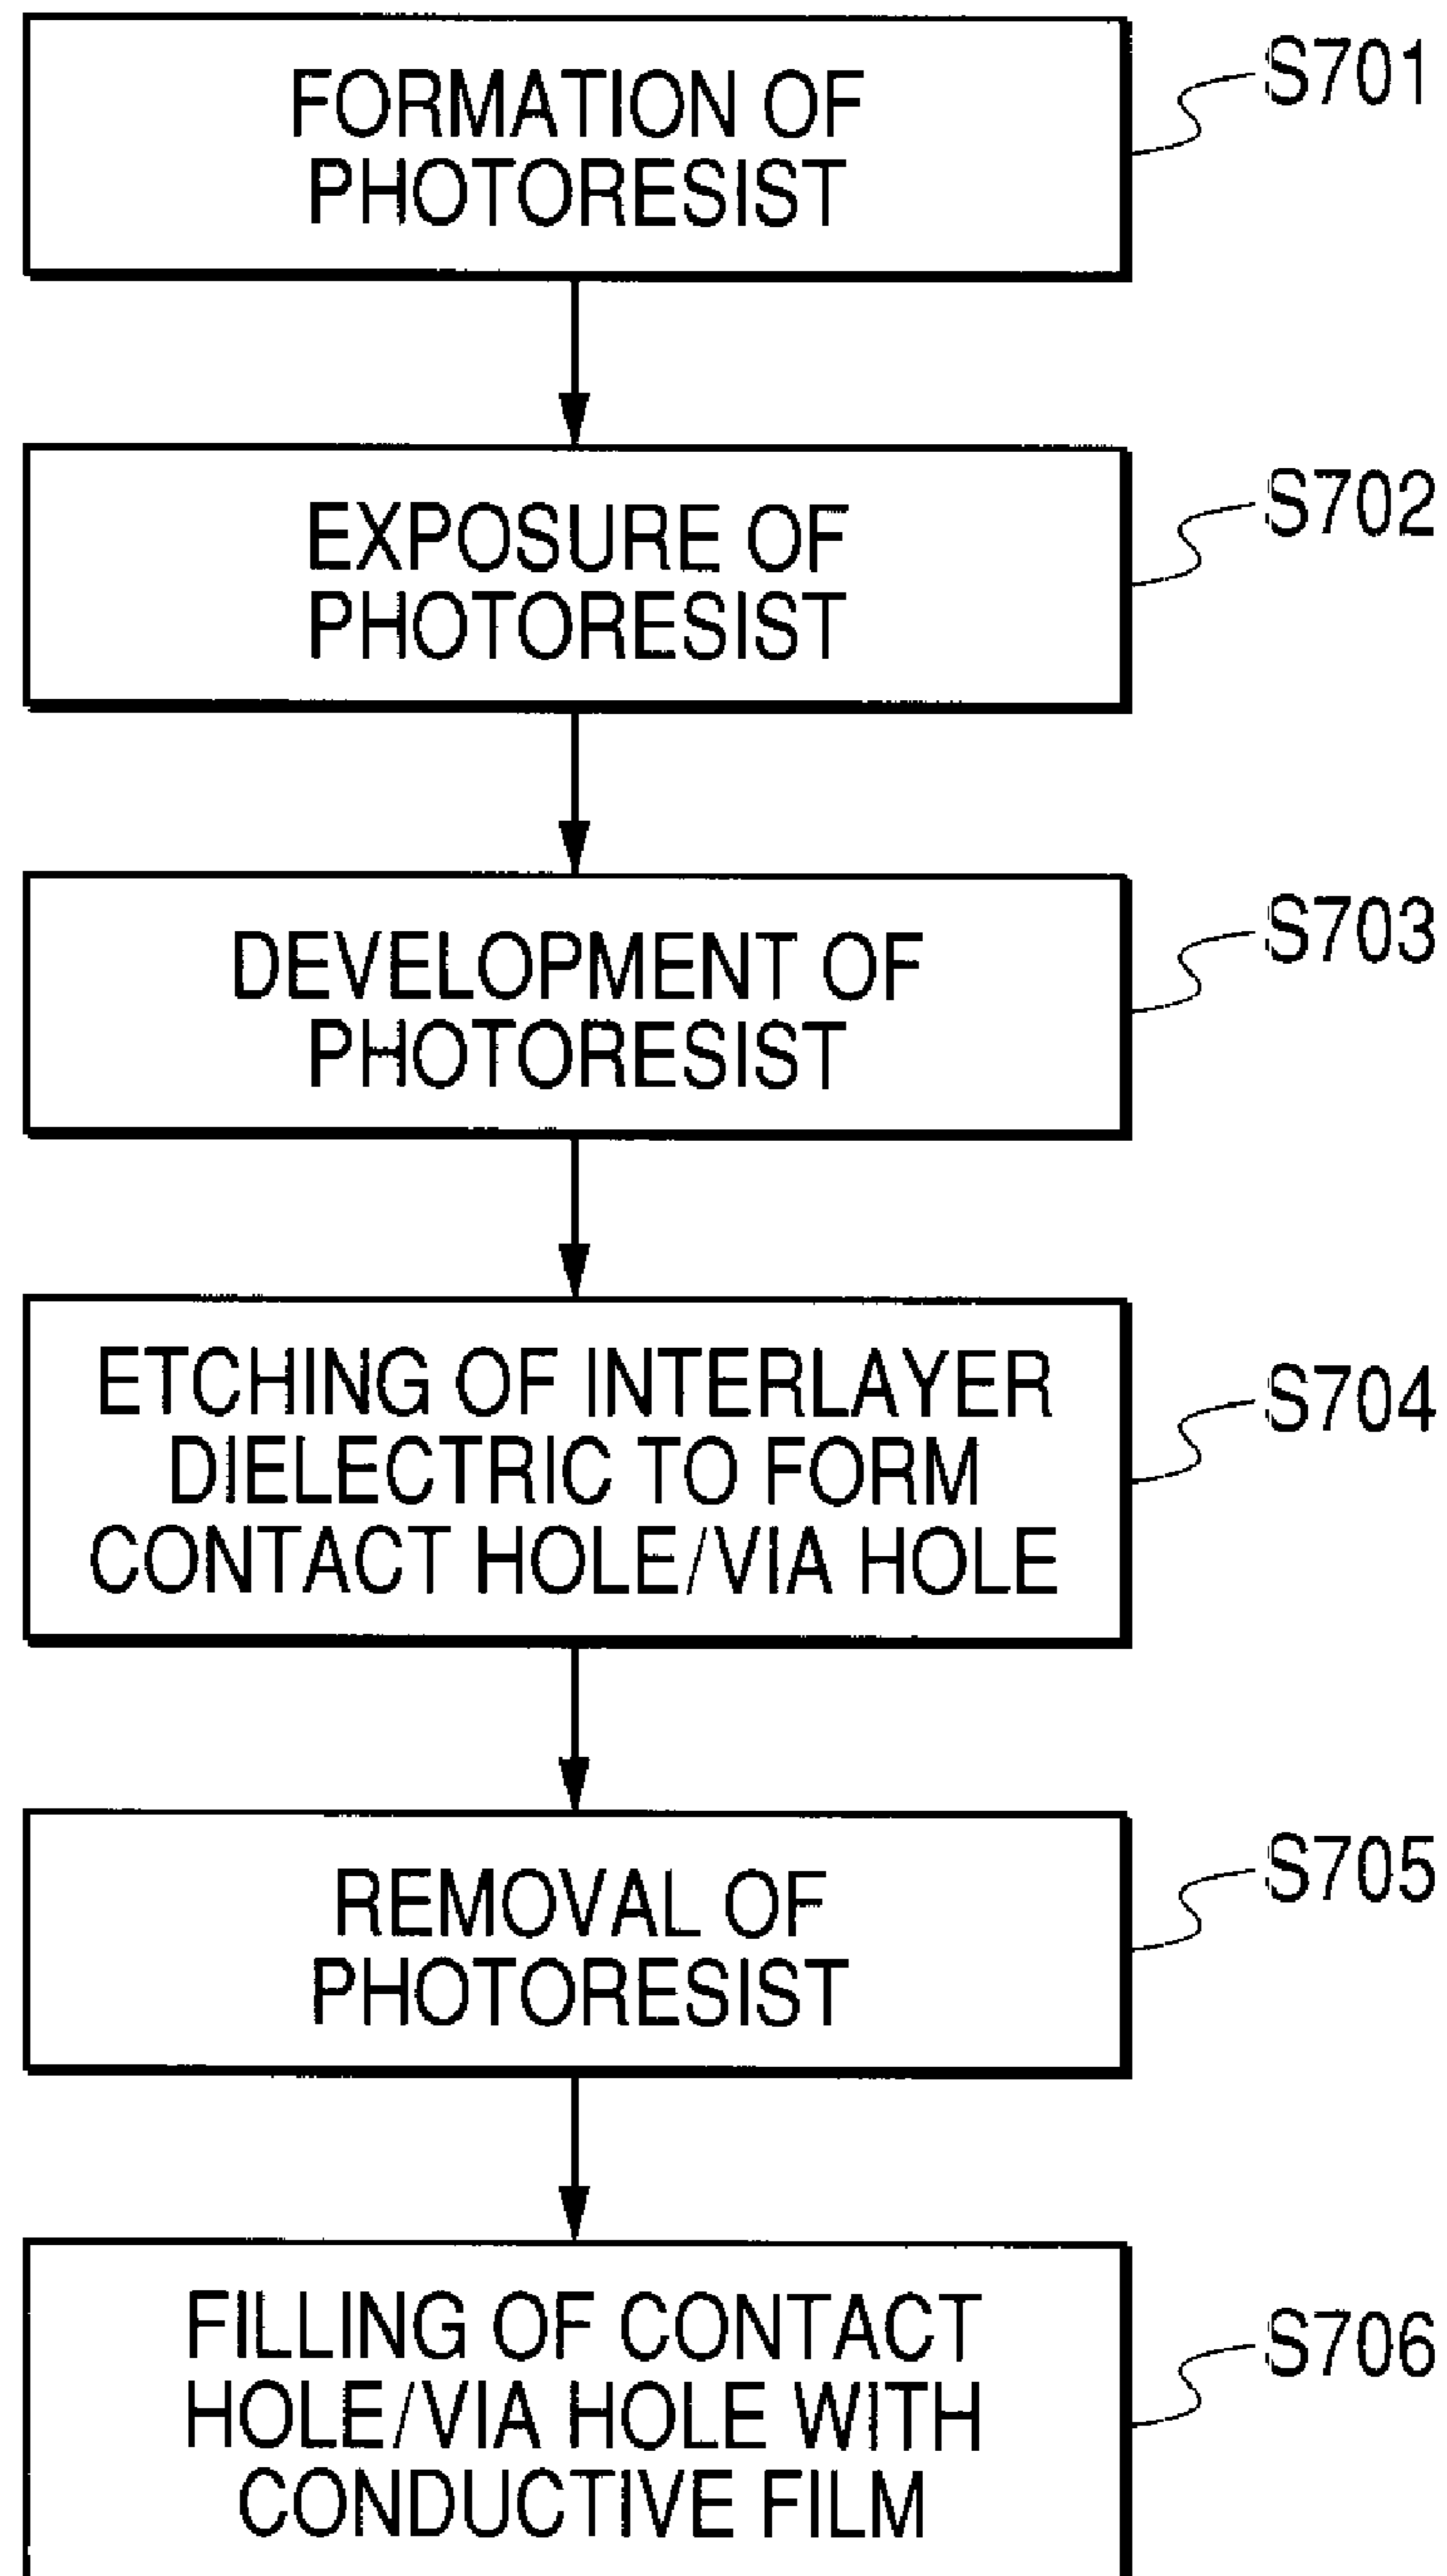 FORMATION OF
PHOTORESIST
S701
EXPOSURE OF
PHOTORESIST
S702
DEVELOPMENT OF
PHOTORESIST
S703
ETCHING OF INTERLAYER
DIELECTRIC TO FORM
CONTACT HOLE/VIA HOLE
S704
REMOVAL OF
PHOTORESIST
S705
FILLING OF CONTACT
HOLE/VIA HOLE WITH
CONDUCTIVE FILM
S706